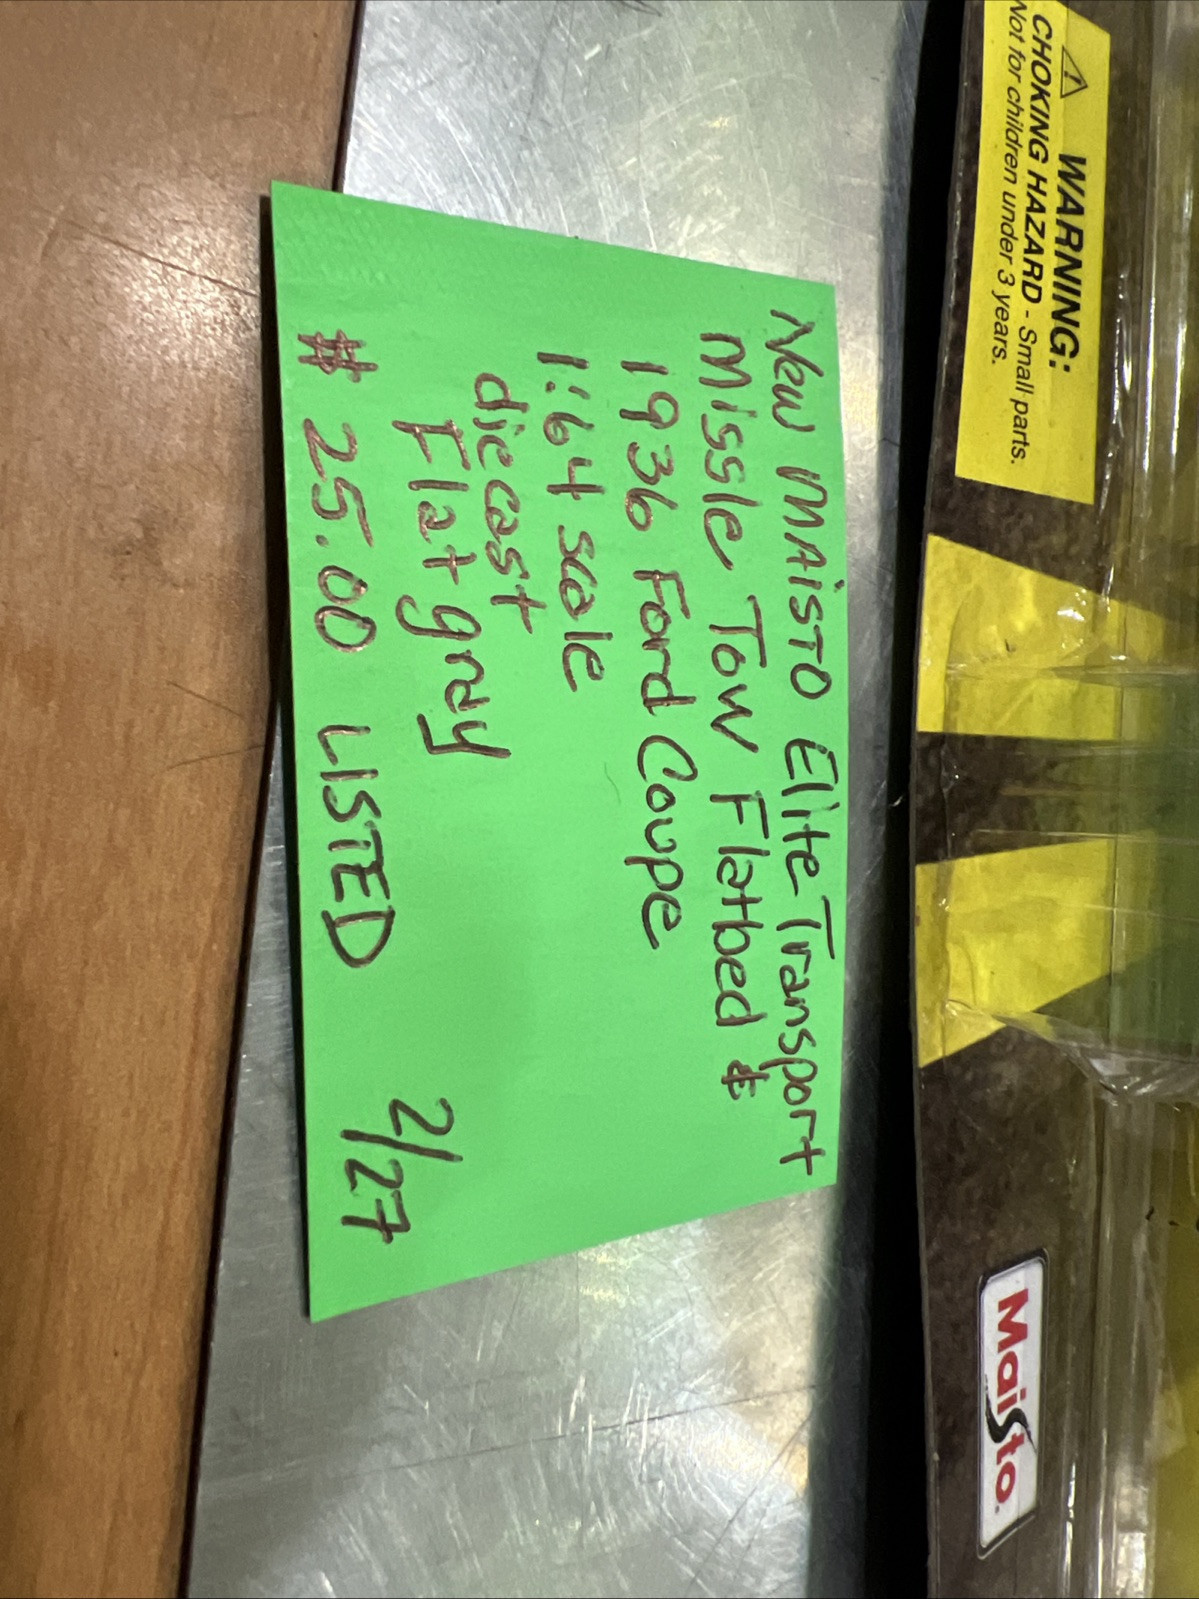 ⚠ WARNING:
CHOKING HAZARD - Small parts.
Not for children under 3 years.
Maisto
New MAiSTO Elite Transport
Missle Tow Flatbed &
1936 Ford Coupe
1:64 scale
diecast
Flat gray
# 25.00 LISTED
2/27